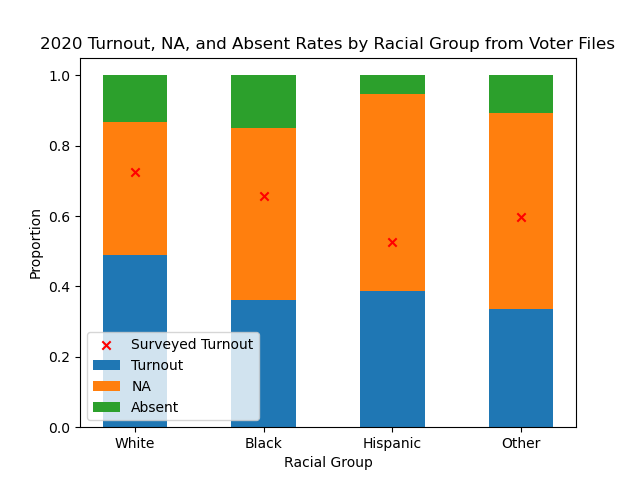 2020 Turnout, NA, and Absent Rates by Racial Group from Voter Files
1.0
0.8
0.6
0.4
0.2
0.0
Proportion
Surveyed Turnout
Turnout
NA
Absent
White Black Hispanic Other
Racial Group